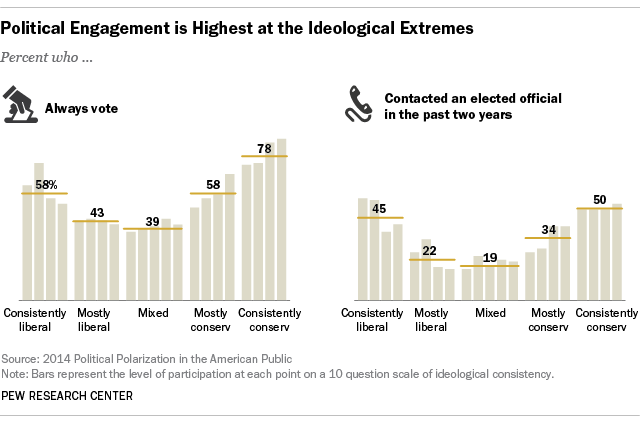 Political Engagement is Highest at the Ideological Extremes
Percent who ...
Always vote
58%
43
39
58
78
Consistently
liberal
Mostly
liberal
Mixed
Mostly
conserv
Consistently
conserv
Contacted an elected official
in the past two years
45
22
19
34
50
Consistently
liberal
Mostly
liberal
Mixed
Mostly
conserv
Consistently
conserv
Source: 2014 Political Polarization in the American Public
Note: Bars represent the level of participation at each point on a 10 question scale of ideological consistency.
PEW RESEARCH CENTER